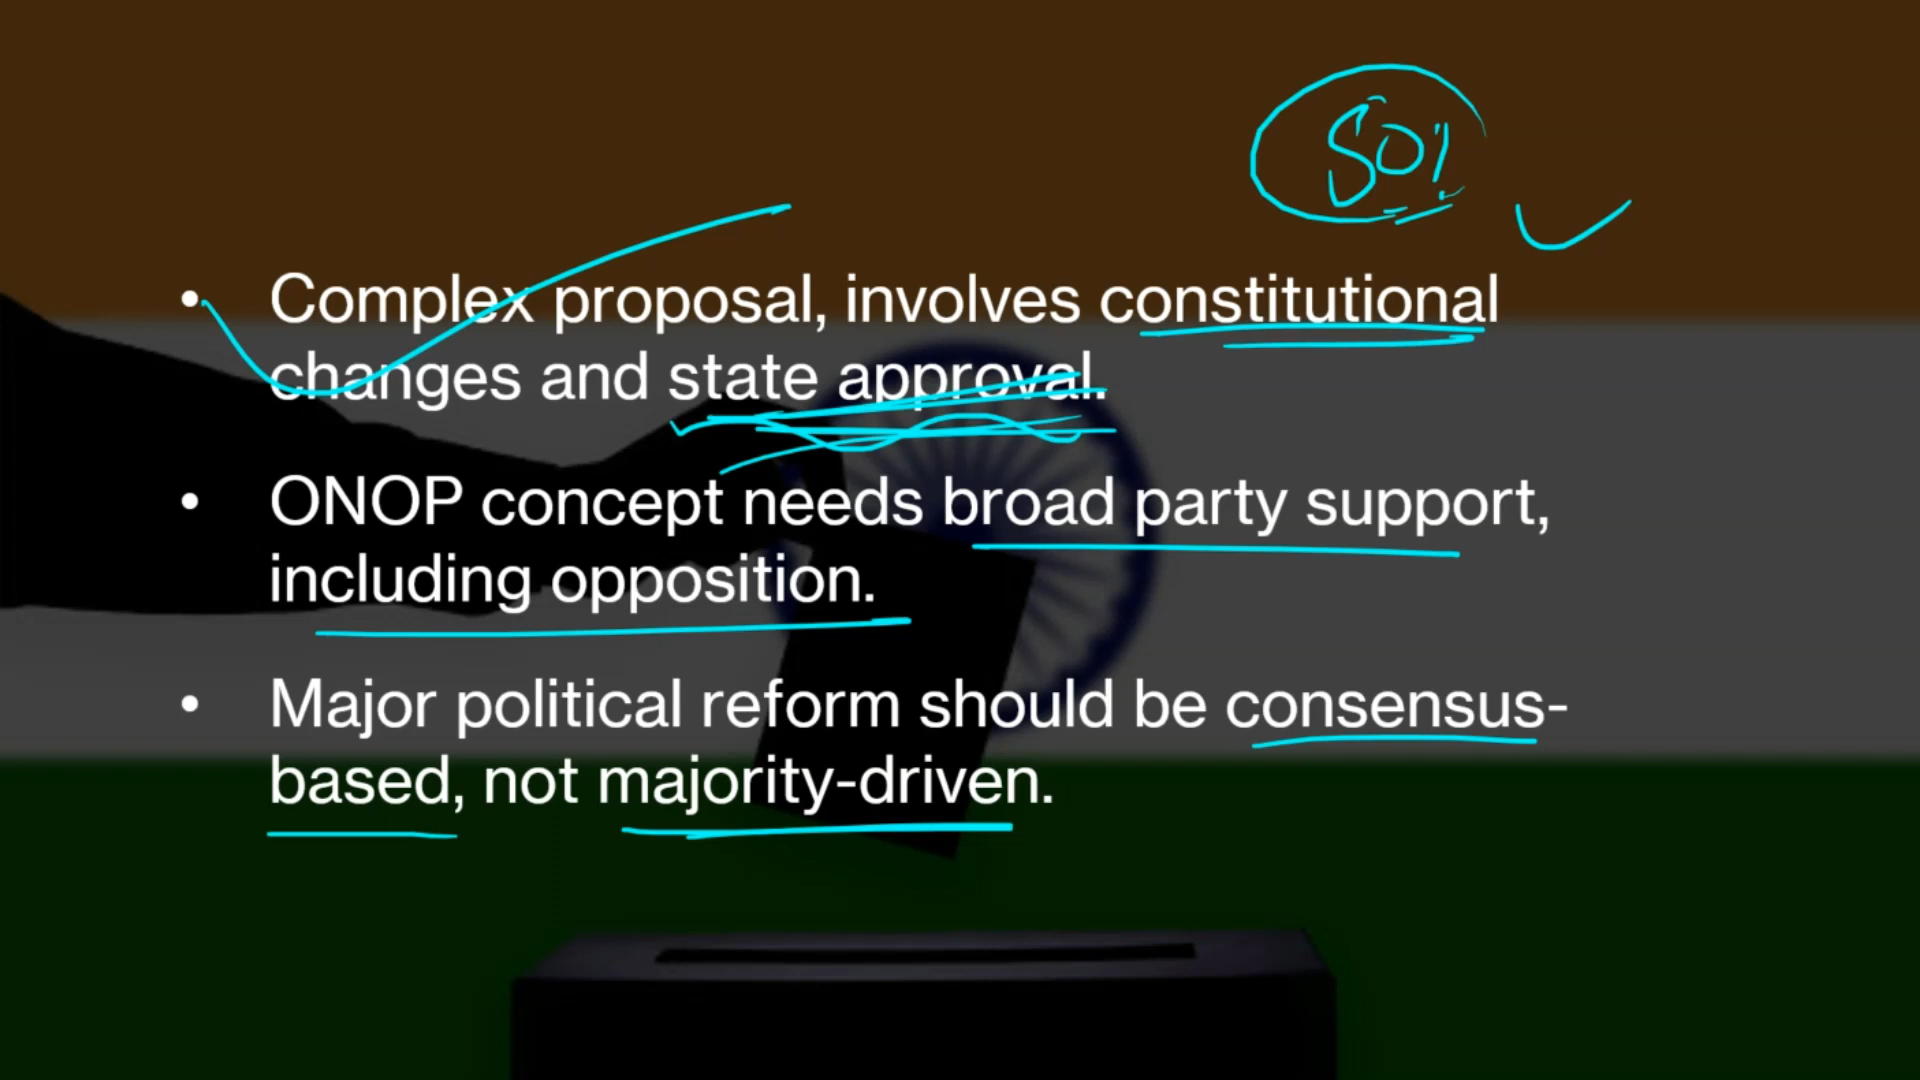 50%
• Complex proposal, involves constitutional
changes and state approval.
• ONOP concept needs broad party support,
including opposition.
• Major political reform should be consensus-
based, not majority-driven.